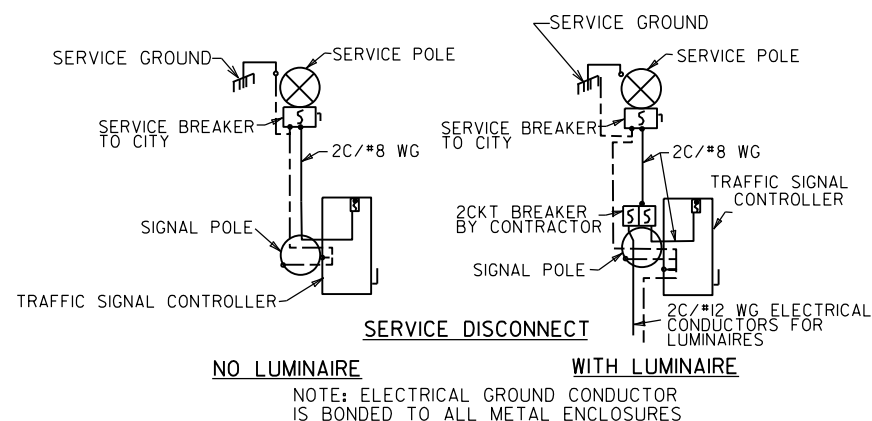 SERVICE GROUND
SERVICE POLE
SERVICE BREAKER
TO CITY
2C/#8 WG
SIGNAL POLE
TRAFFIC SIGNAL CONTROLLER
NO LUMINAIRE
SERVICE GROUND
SERVICE POLE
SERVICE BREAKER
TO CITY
2C/#8 WG
TRAFFIC SIGNAL
CONTROLLER
2CKT BREAKER
BY CONTRACTOR
SIGNAL POLE
2C/#12 WG ELECTRICAL
CONDUCTORS FOR
LUMINAIRES
SERVICE DISCONNECT
WITH LUMINAIRE
NOTE: ELECTRICAL GROUND CONDUCTOR
IS BONDED TO ALL METAL ENCLOSURES